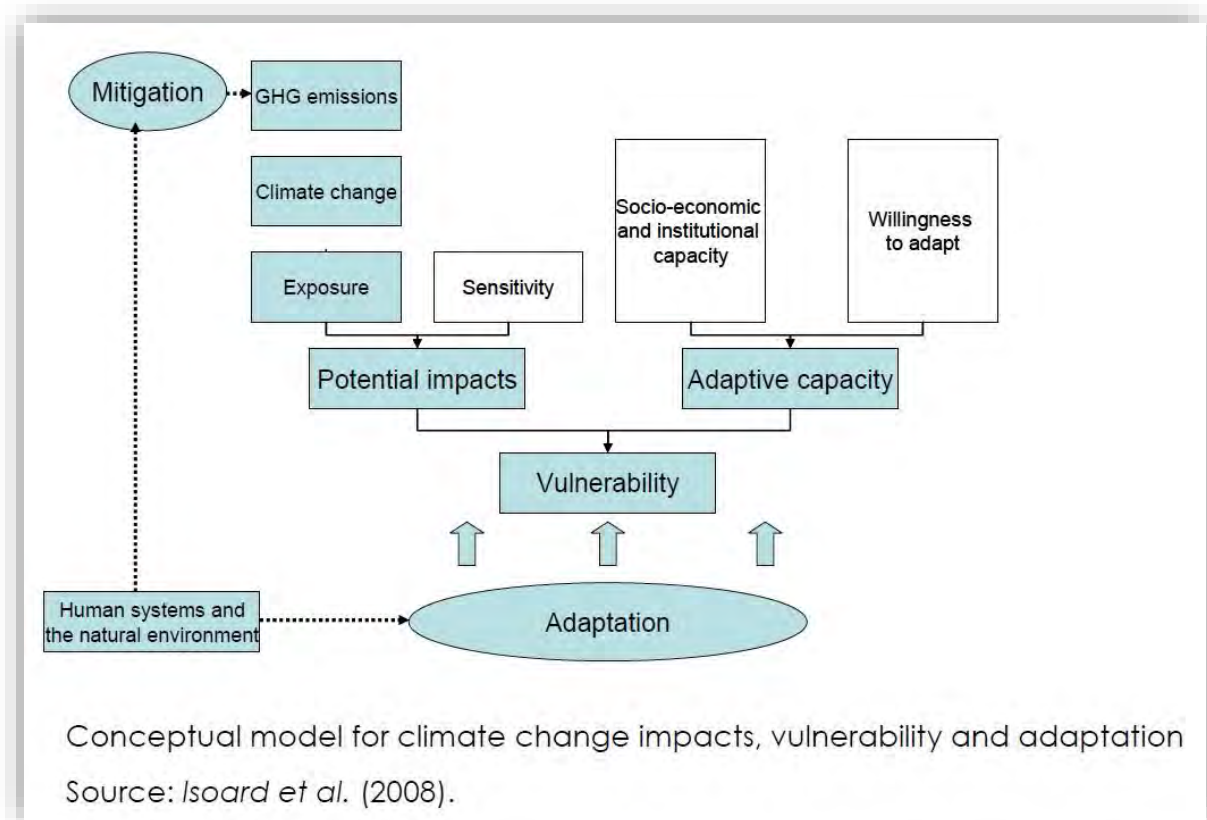 Mitigation
GHG emissions
Climate change
Exposure
Sensitivity
Socio-economic
and institutional
capacity
Willingness
to adapt
Potential impacts
Adaptive capacity
Vulnerability
Human systems and
the natural environment
Adaptation
Conceptual model for climate change impacts, vulnerability and adaptation
Source: Isoard et al. (2008).